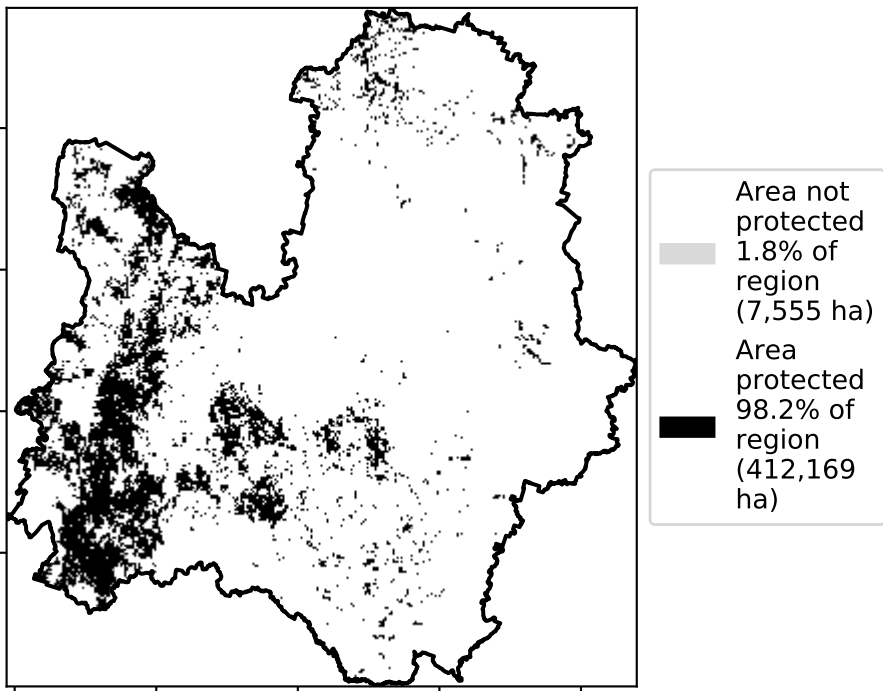 Area not
protected
1.8% of
region
(7,555 ha)
Area
protected
98.2% of
region
(412,169
ha)